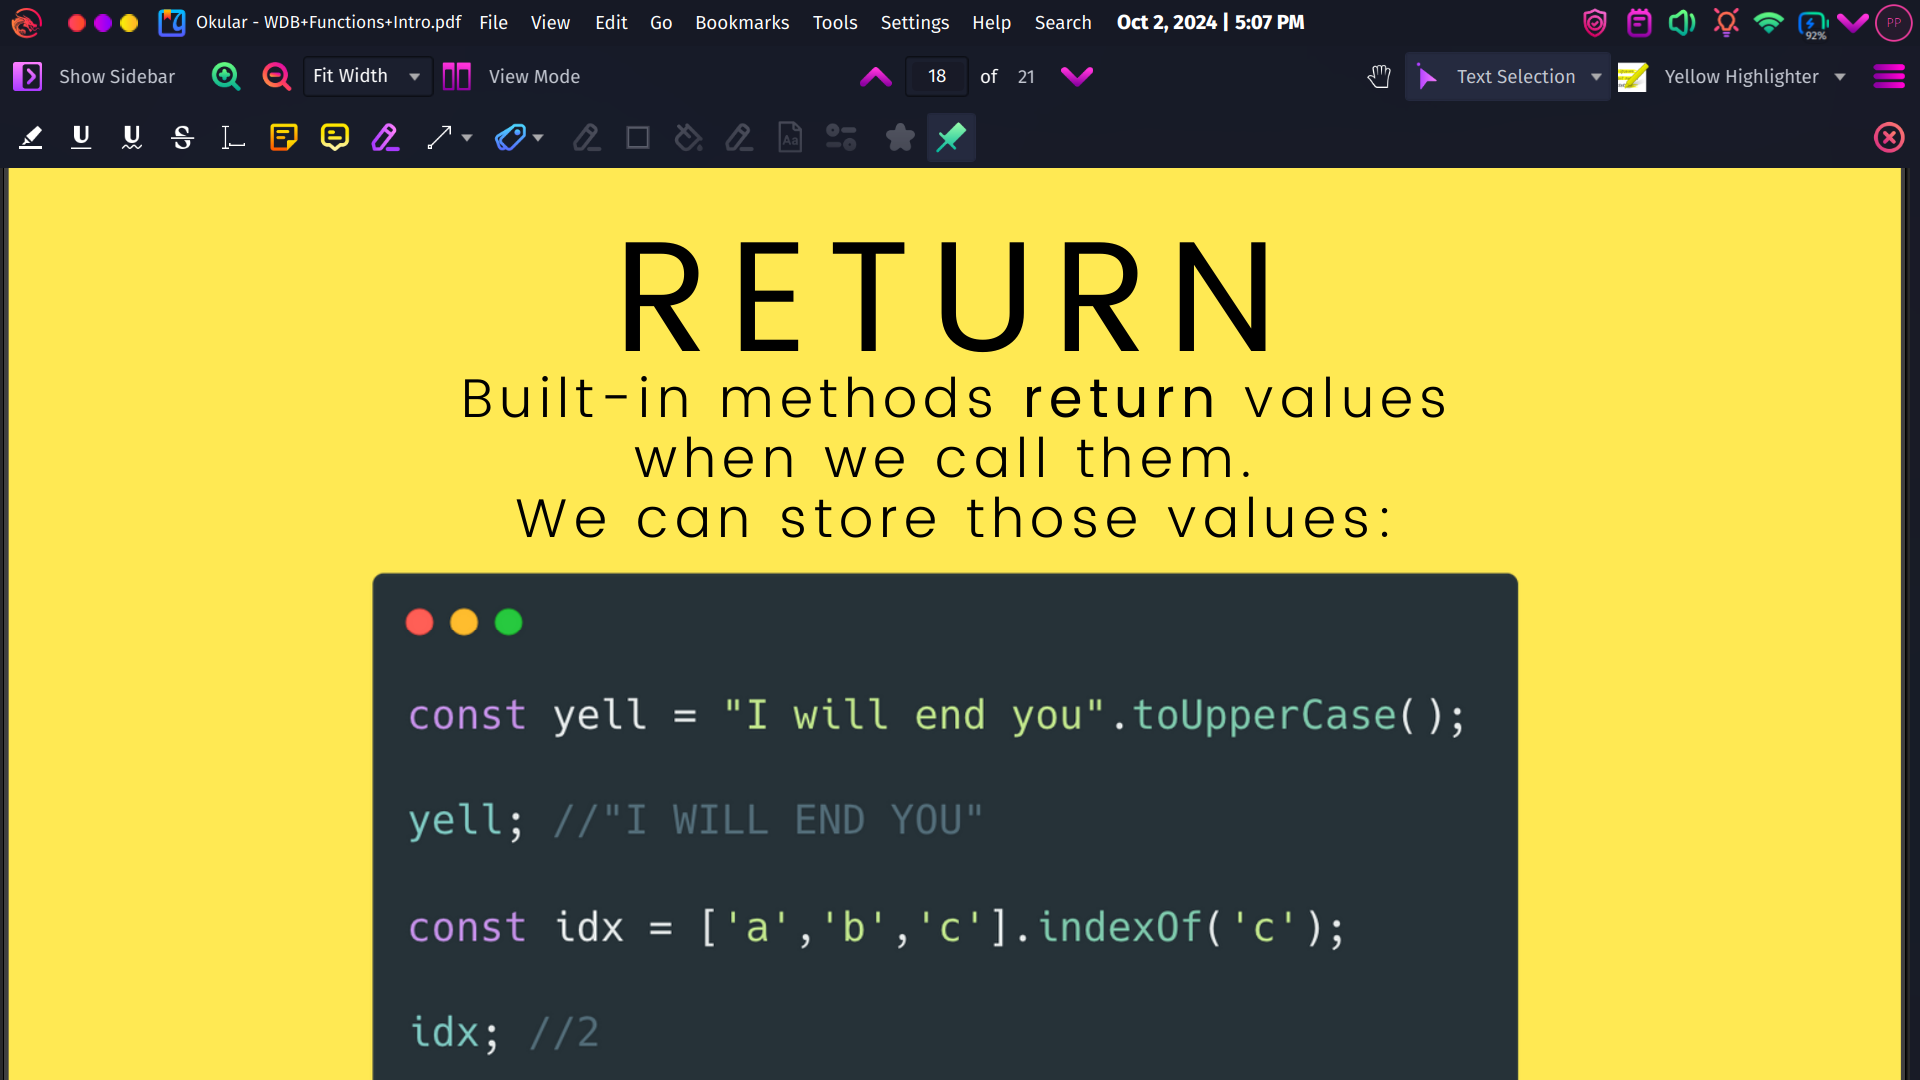 Okular - WDB+Functions+Intro.pdf File View Edit Go Bookmarks Tools Settings Help Search Oct 2, 2024 | 5:07 PM 92% PP
Show Sidebar Fit Width View Mode 18 of 21 Text Selection Yellow Highlighter
Aa
RETURN
Built-in methods return values
when we call them.
We can store those values:
const yell = "I will end you".toUpperCase();
yell; //"I WILL END YOU"
const idx = ['a','b','c'].indexOf('c');
idx; //2